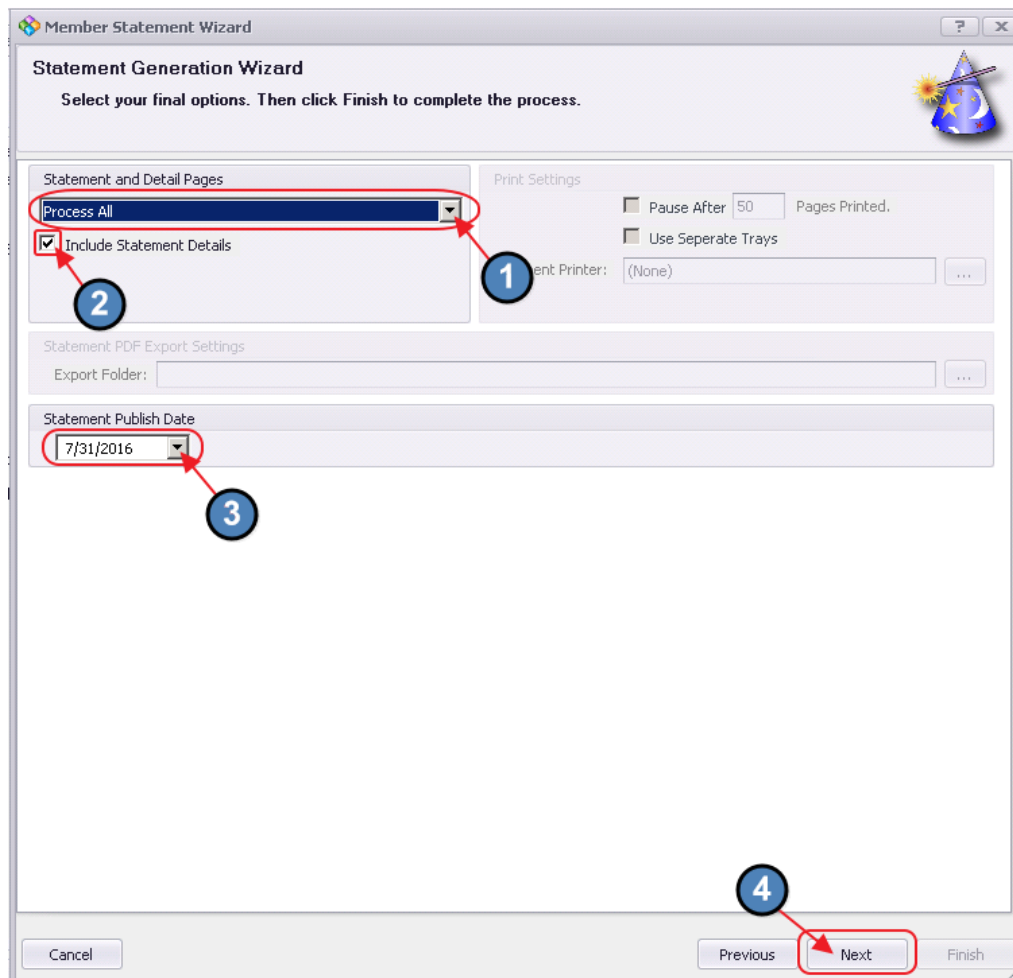 Member Statement Wizard
?
X
Statement Generation Wizard
Select your final options. Then click Finish to complete the process.
Statement and Detail Pages
Process All
Include Statement Details
1
2
Print Settings
Pause After 50 Pages Printed.
Use Seperate Trays
ent Printer: (None) ...
Statement PDF Export Settings
Export Folder: ...
Statement Publish Date
7/31/2016
3
4
Cancel
Previous
Next
Finish